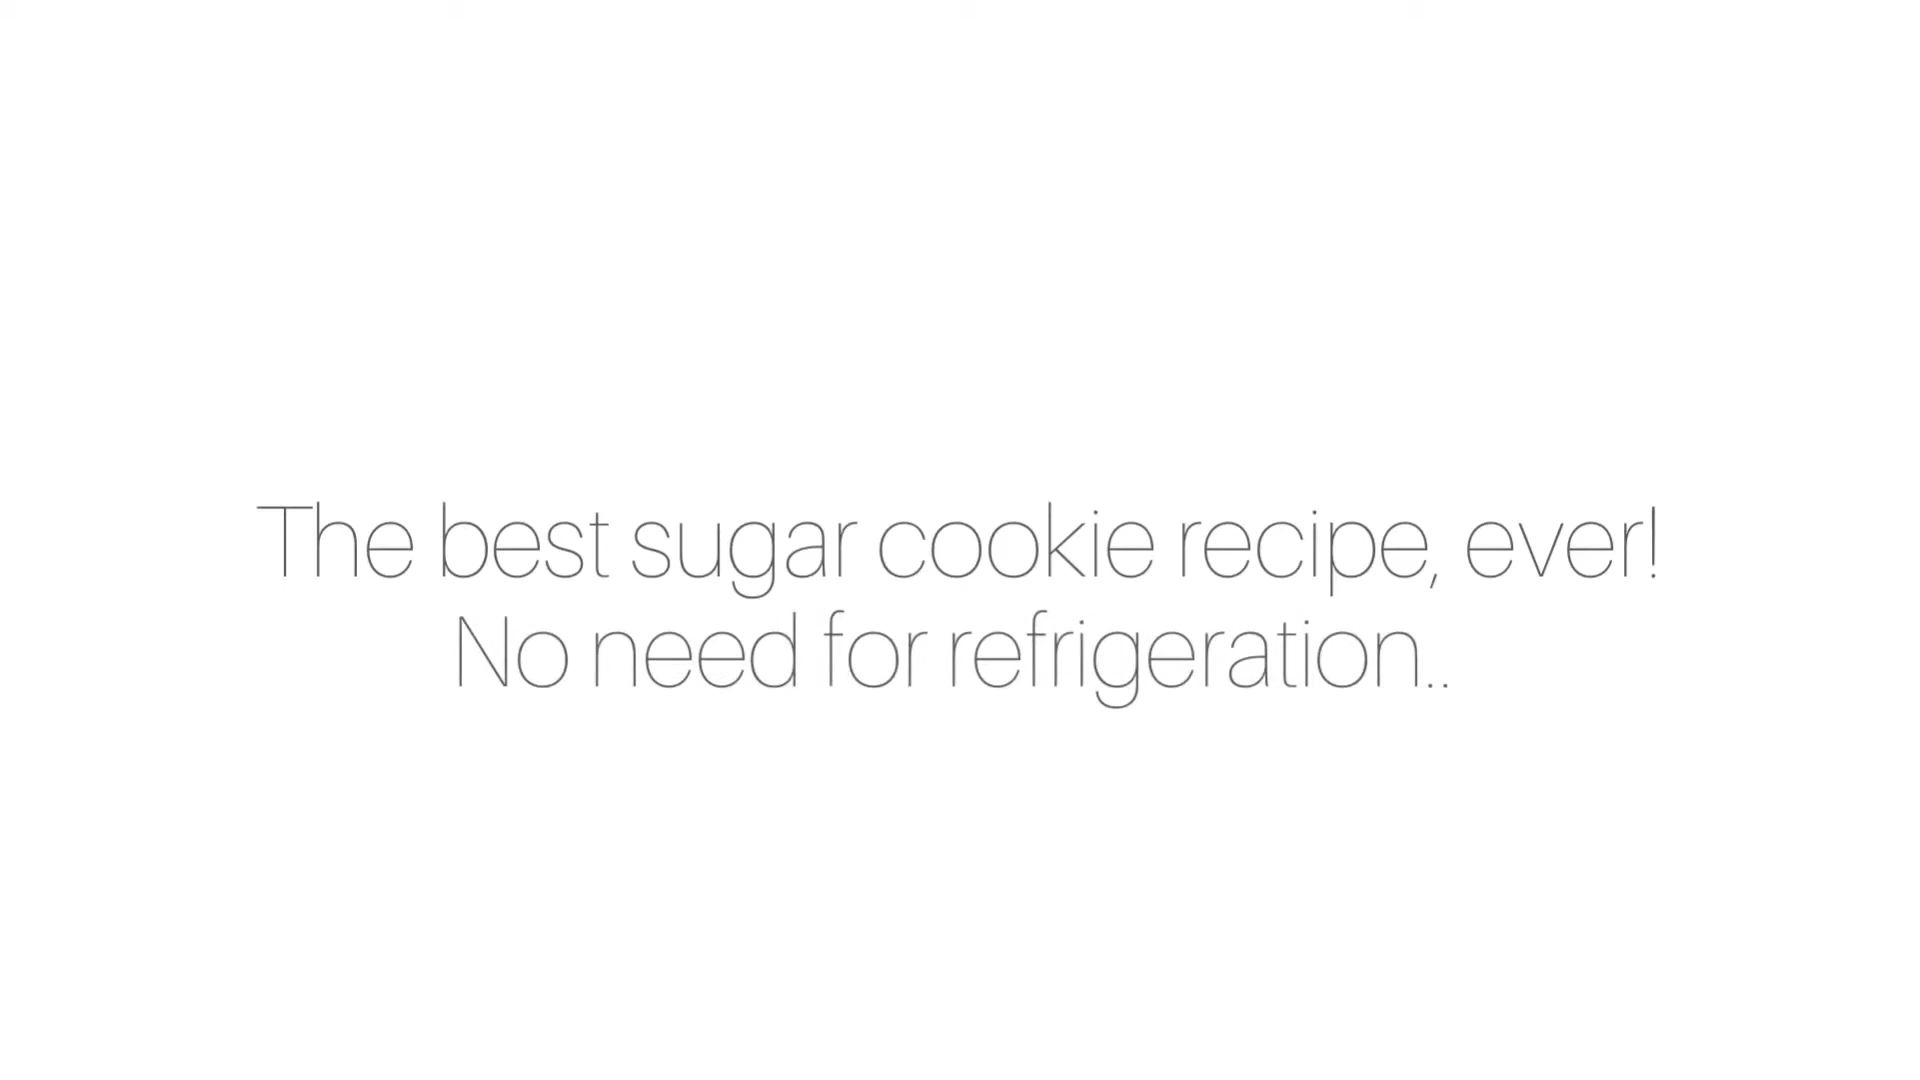 The best sugar cookie recipe, ever!
No need for refrigeration..